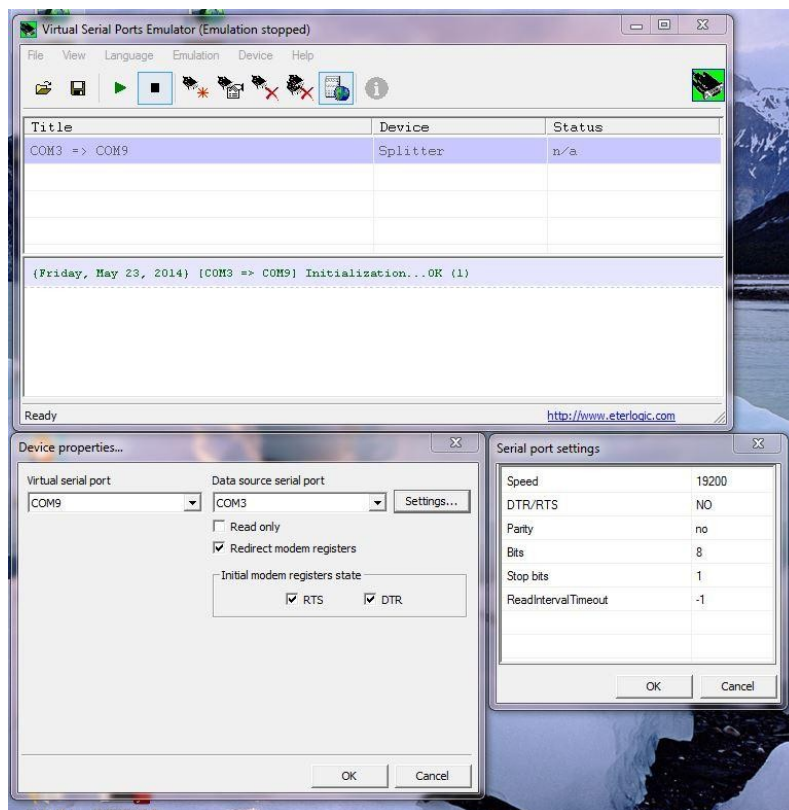 Virtual Serial Ports Emulator (Emulation stopped)
File View Language Emulation Device Help
Title Device Status
COM3 => COM9 Splitter n/a
(Friday, May 23, 2014) [COM3 => COM9] Initialization...OK (1)
Ready http://www.eterlogic.com
Device properties...
Virtual serial port Data source serial port
COM9 COM3 Settings...
Read only
Redirect modem registers
Initial modem registers state
RTS DTR
OK Cancel
Serial port settings
Speed 19200
DTR/RTS NO
Parity no
Bits 8
Stop bits 1
ReadIntervalTimeout -1
OK Cancel